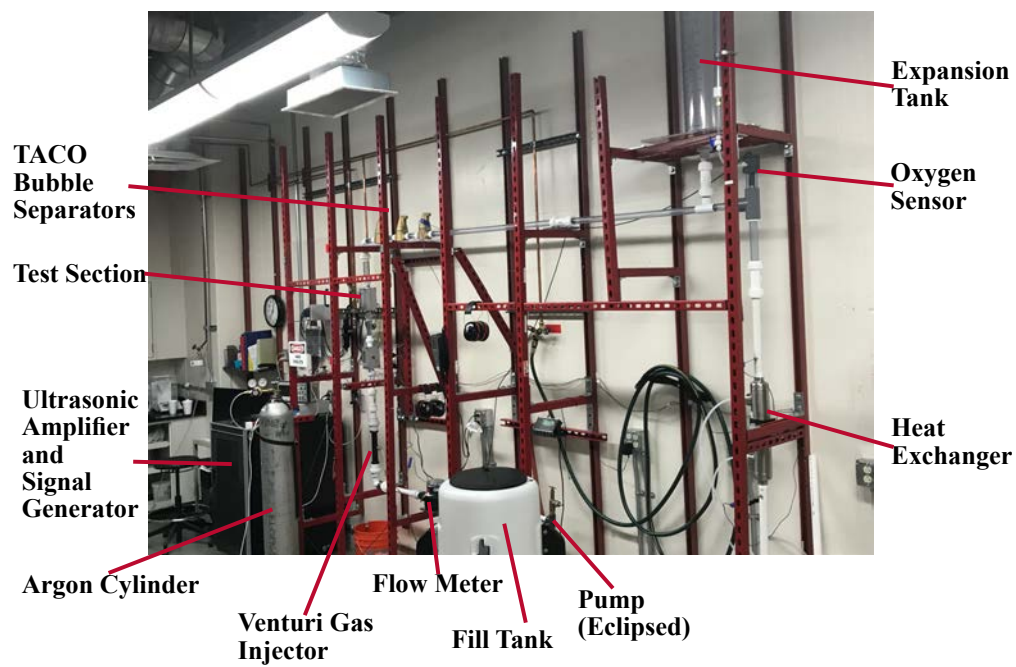 Expansion
Tank
TACO
Bubble
Separators
Oxygen
Sensor
Test Section
Ultrasonic
Amplifier
and
Signal
Generator
Heat
Exchanger
Argon Cylinder
Flow Meter
Pump
(Eclipsed)
Venturi Gas
Injector
Fill Tank